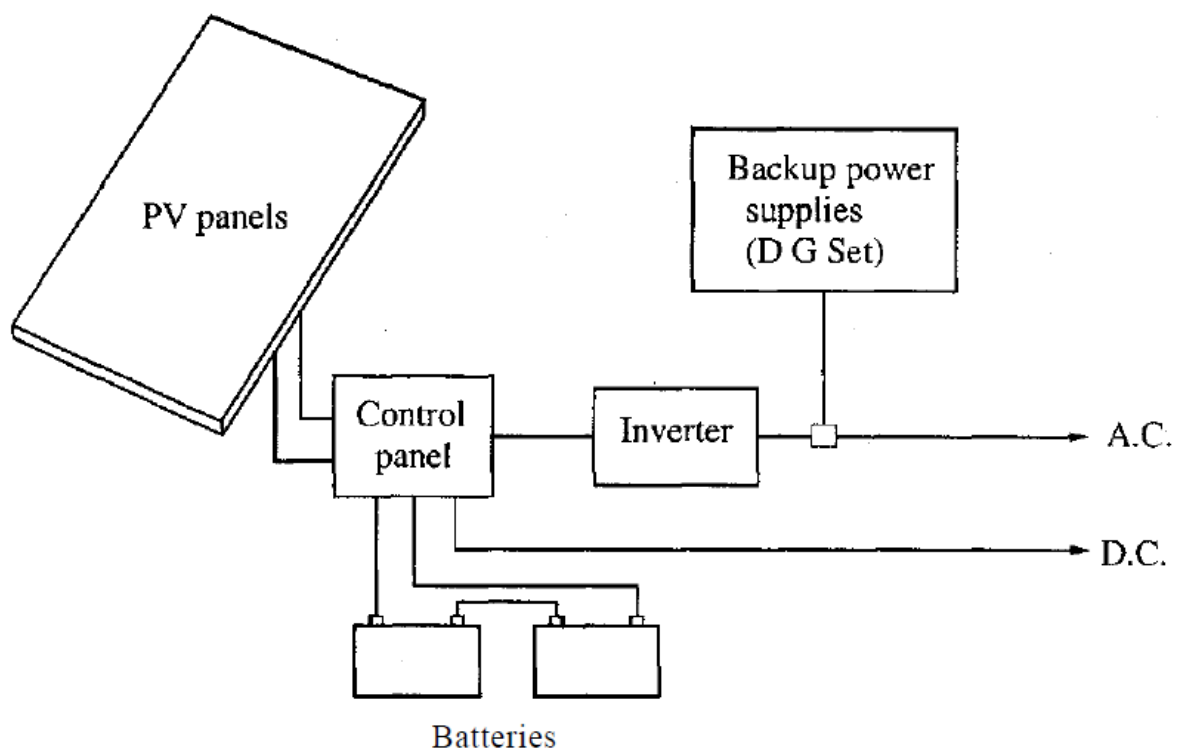 PV panels
Backup power
supplies
(D G Set)
Control
panel
Inverter
A.C.
D.C.
Batteries